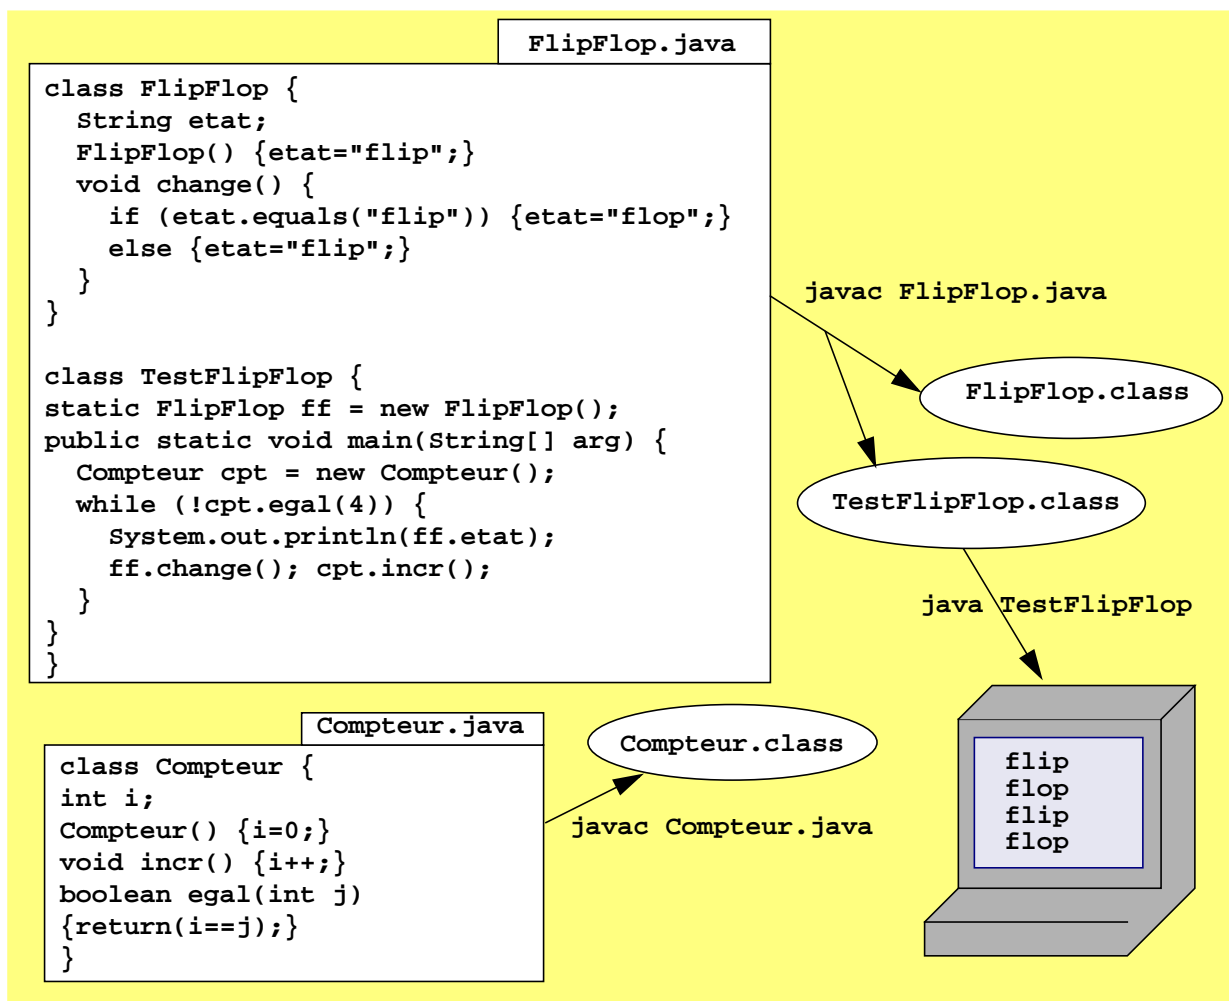 FlipFlop.java
class FlipFlop {
  String etat;
  FlipFlop() {etat="flip";}
  void change() {
    if (etat.equals("flip")) {etat="flop";}
    else {etat="flip";}
  }
}
class TestFlipFlop {
static FlipFlop ff = new FlipFlop();
public static void main(String[] arg) {
  Compteur cpt = new Compteur();
  while (!cpt.egal(4)) {
    System.out.println(ff.etat);
    ff.change(); cpt.incr();
  }
}
}
javac FlipFlop.java
FlipFlop.class
TestFlipFlop.class
java TestFlipFlop
Compteur.java
class Compteur {
int i;
Compteur() {i=0;}
void incr() {i++;}
boolean egal(int j)
{return(i==j);}
}
Compteur.class
javac Compteur.java
flip
flop
flip
flop